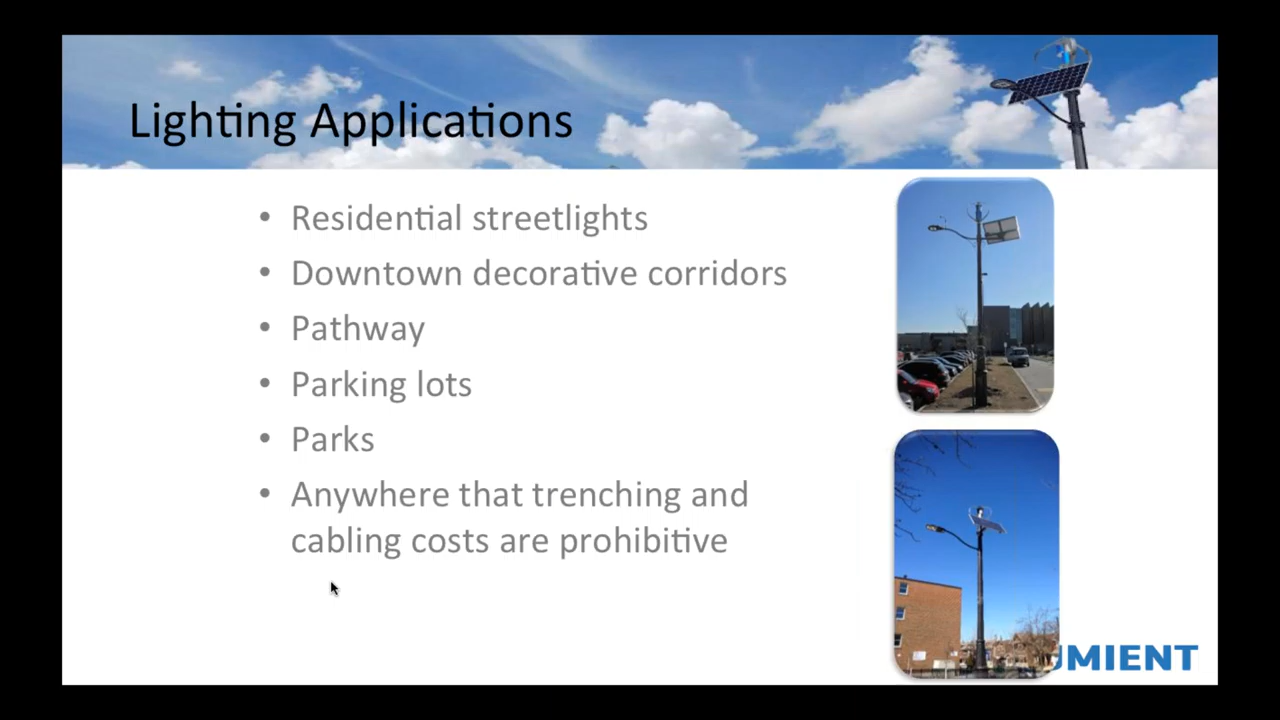 Lighting Applications
• Residential streetlights
• Downtown decorative corridors
• Pathway
• Parking lots
• Parks
• Anywhere that trenching and
cabling costs are prohibitive
UMIENT